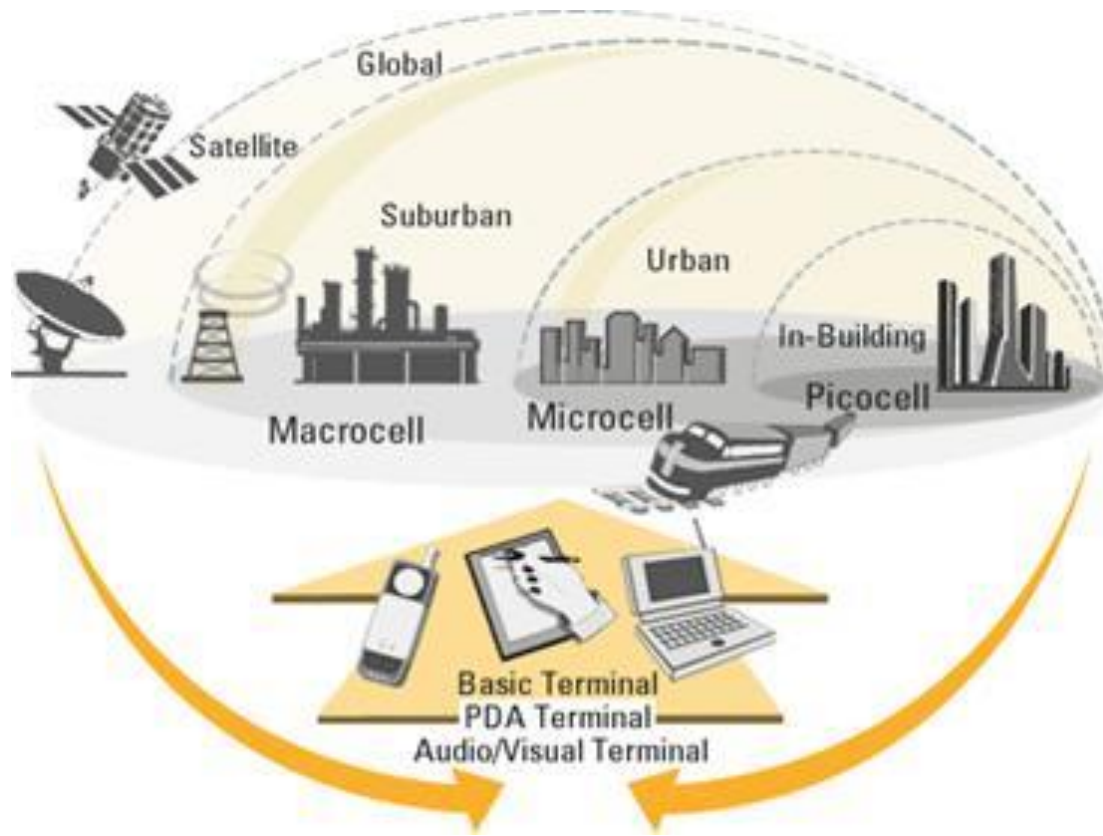 Global
Satellite
Suburban
Urban
In-Building
Picocell
Microcell
Macrocell
Basic Terminal
PDA Terminal
Audio/Visual Terminal